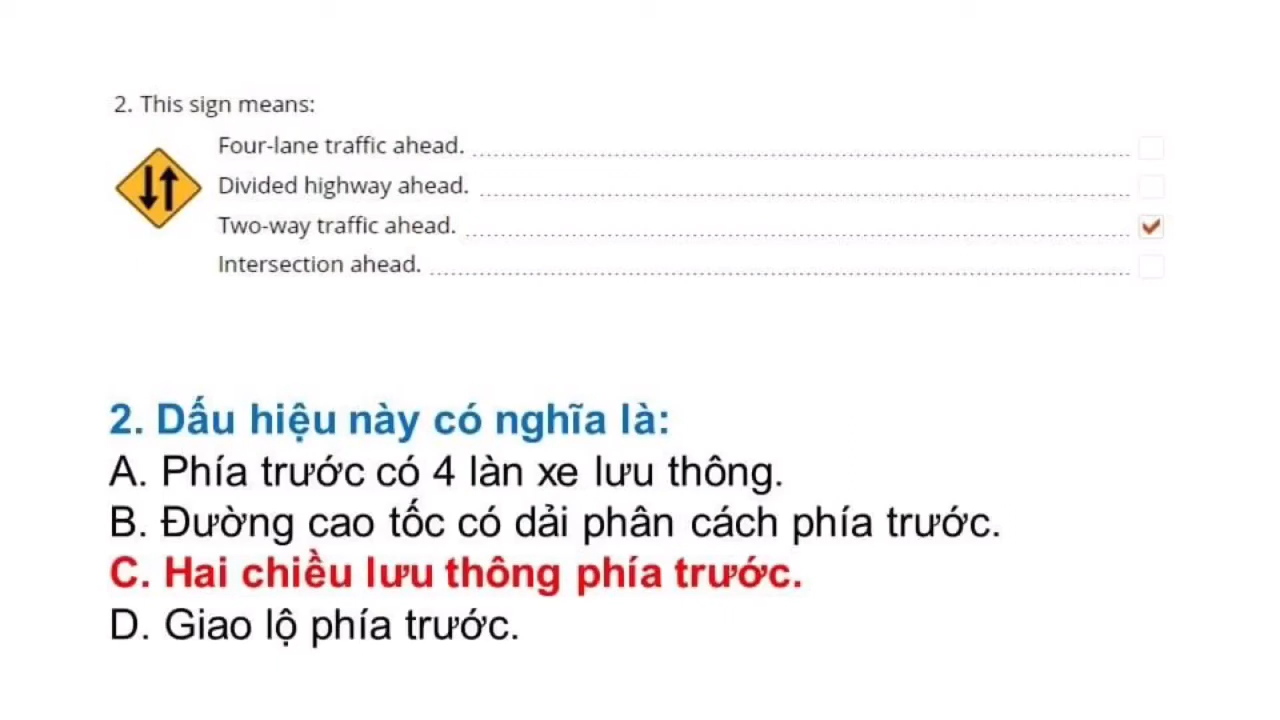 2. This sign means:
Four-lane traffic ahead.
Divided highway ahead.
Two-way traffic ahead.
Intersection ahead.
2. Dấu hiệu này có nghĩa là:
A. Phía trước có 4 làn xe lưu thông.
B. Đường cao tốc có dải phân cách phía trước.
C. Hai chiều lưu thông phía trước.
D. Giao lộ phía trước.